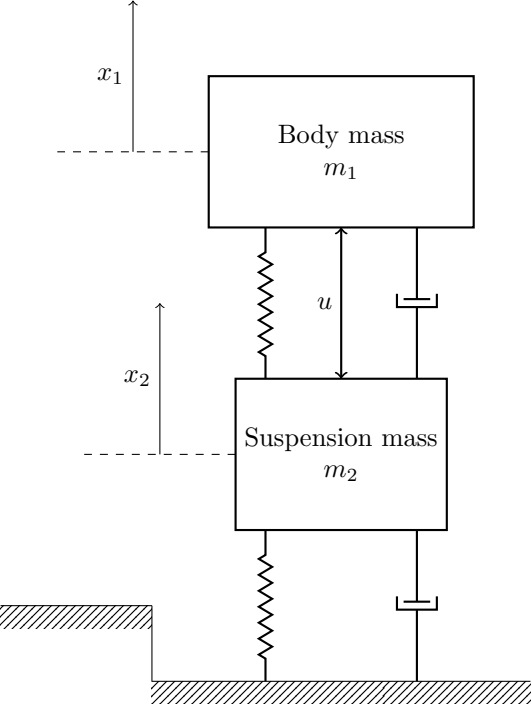 x₁
Body mass
m₁
u
x₂
Suspension mass
m₂